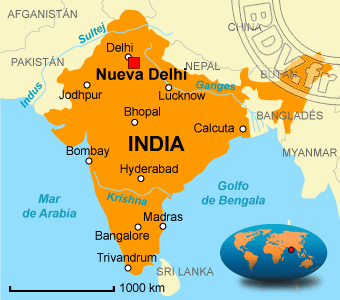 AFGANISTÁN
CHINA
PAKISTÁN
Sultej
Delhi
NEPAL
Nueva Delhi
BUTÁN
Indus
Jodhpur
Lucknow
Ganges
Bhopal
BANGLADÉS
Calcuta
INDIA
MYANMAR
Bombay
Hyderabad
Mar
de Arabia
Golfo
de Bengala
Krishna
Madras
Bangalore
Trivandrum
SRI LANKA
1000 km